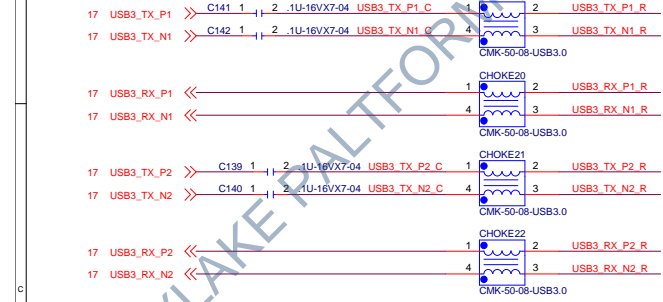 17 USB3_TX_P1 C141 1 2 .1U-16VX7-04 USB3_TX_P1_C 1 2 USB3_TX_P1_R
17 USB3_TX_N1 C142 1 2 .1U-16VX7-04 USB3_TX_N1_C 4 3 USB3_TX_N1_R
CMK-50-08-USB3.0
CHOKE20
17 USB3_RX_P1 1 2 USB3_RX_P1_R
17 USB3_RX_N1 4 3 USB3_RX_N1_R
CMK-50-08-USB3.0
CHOKE21
17 USB3_TX_P2 C139 1 2 .1U-16VX7-04 USB3_TX_P2_C 1 2 USB3_TX_P2_R
17 USB3_TX_N2 C140 1 2 .1U-16VX7-04 USB3_TX_N2_C 4 3 USB3_TX_N2_R
CMK-50-08-USB3.0
CHOKE22
17 USB3_RX_P2 1 2 USB3_RX_P2_R
17 USB3_RX_N2 4 3 USB3_RX_N2_R
CMK-50-08-USB3.0
C
YLAKE PALTFORM